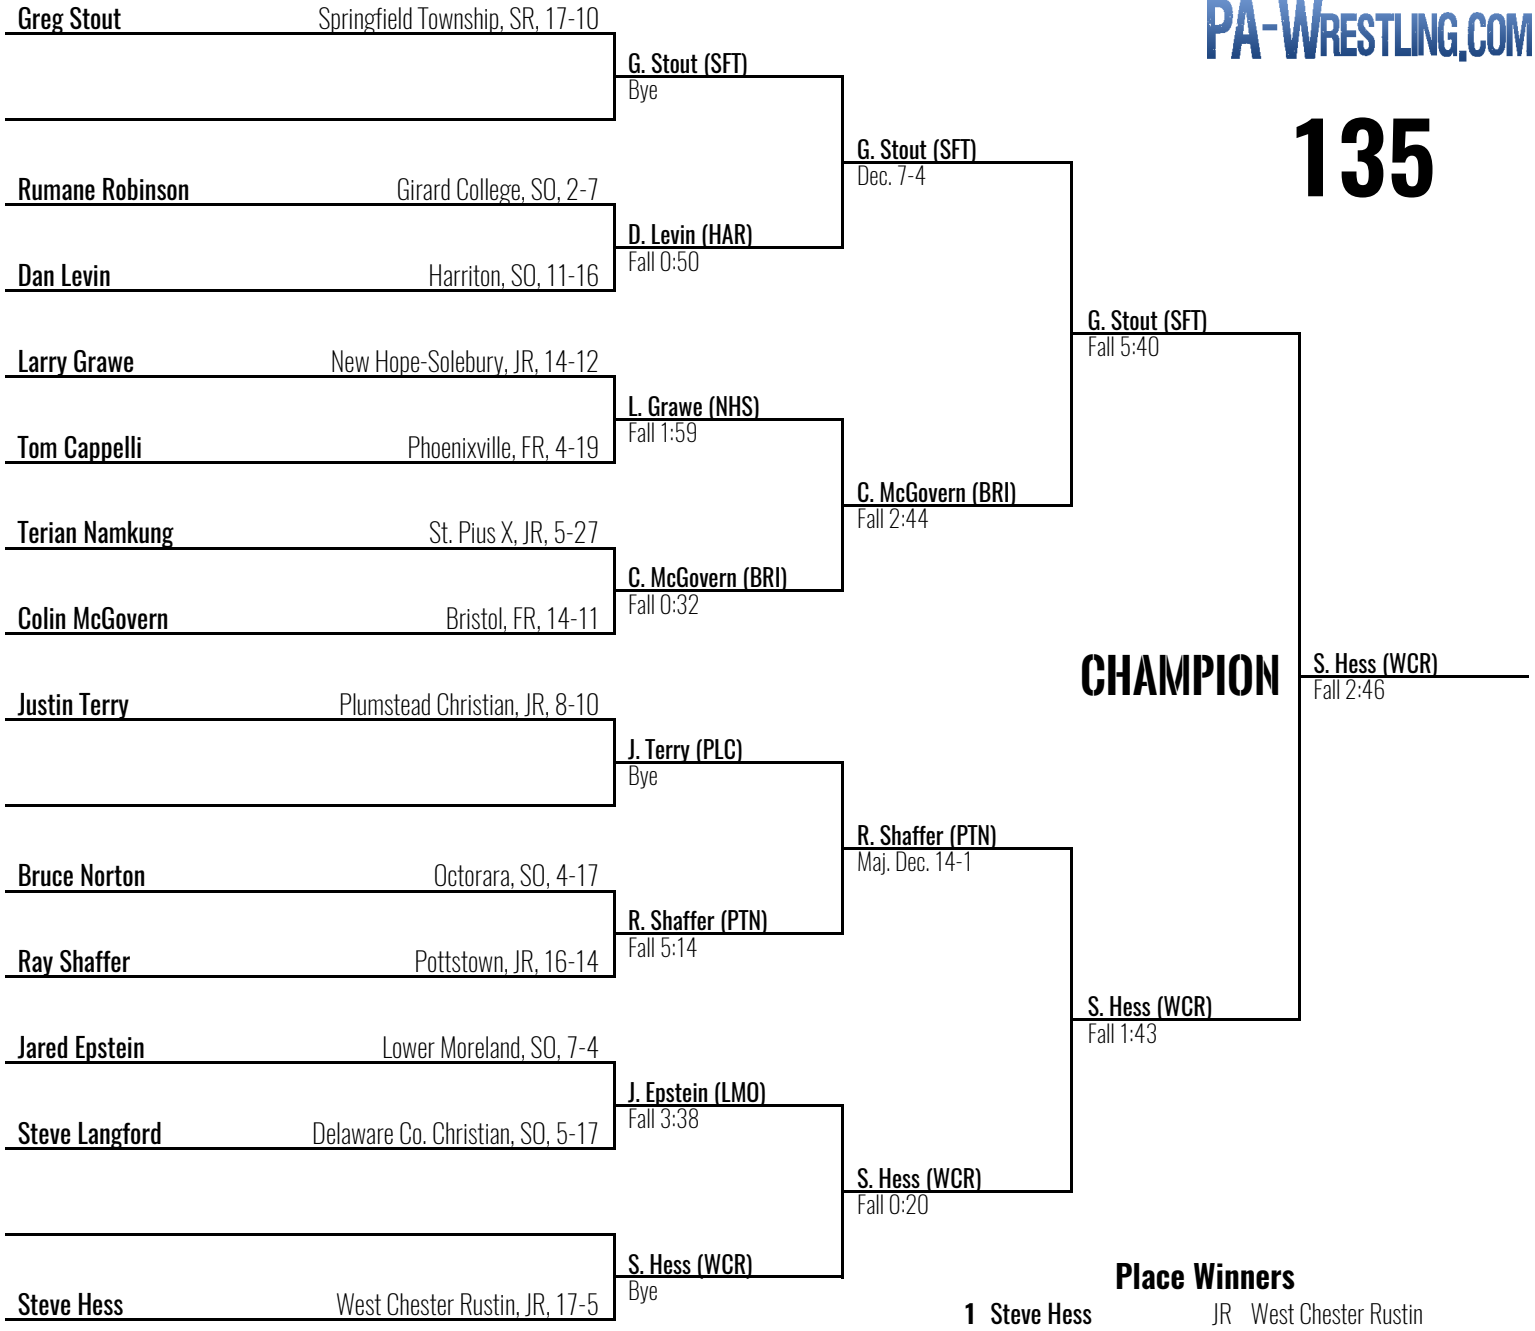 PA-WRESTLING.COM
135
Greg Stout Springfield Township, SR, 17-10
G. Stout (SFT)
Bye
Rumane Robinson Girard College, SO, 2-7
Dan Levin Harriton, SO, 11-16
D. Levin (HAR)
Fall 0:50
G. Stout (SFT)
Dec. 7-4
Larry Grawe New Hope-Solebury, JR, 14-12
Tom Cappelli Phoenixville, FR, 4-19
L. Grawe (NHS)
Fall 1:59
Terian Namkung St. Pius X, JR, 5-27
Colin McGovern Bristol, FR, 14-11
C. McGovern (BRI)
Fall 0:32
C. McGovern (BRI)
Fall 2:44
G. Stout (SFT)
Fall 5:40
Justin Terry Plumstead Christian, JR, 8-10
J. Terry (PLC)
Bye
Bruce Norton Octorara, SO, 4-17
Ray Shaffer Pottstown, JR, 16-14
R. Shaffer (PTN)
Fall 5:14
R. Shaffer (PTN)
Maj. Dec. 14-1
Jared Epstein Lower Moreland, SO, 7-4
Steve Langford Delaware Co. Christian, SO, 5-17
J. Epstein (LMO)
Fall 3:38
Steve Hess West Chester Rustin, JR, 17-5
S. Hess (WCR)
Bye
S. Hess (WCR)
Fall 0:20
S. Hess (WCR)
Fall 1:43
CHAMPION
S. Hess (WCR)
Fall 2:46
Place Winners
1 Steve Hess JR West Chester Rustin